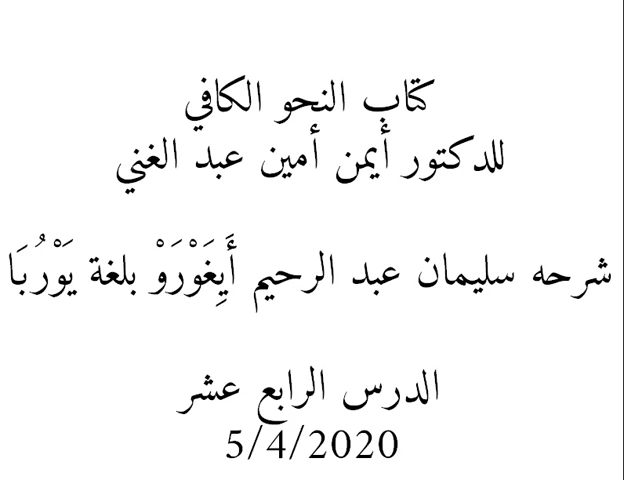 كتاب النحو الكافي
للدكتور أيمن أمين عبد الغني
شرحه سليمان عبد الرحيم أَيِغَوْرَوْ بلغة يَوْرُبَا
الدرس الرابع عشر
5/4/2020